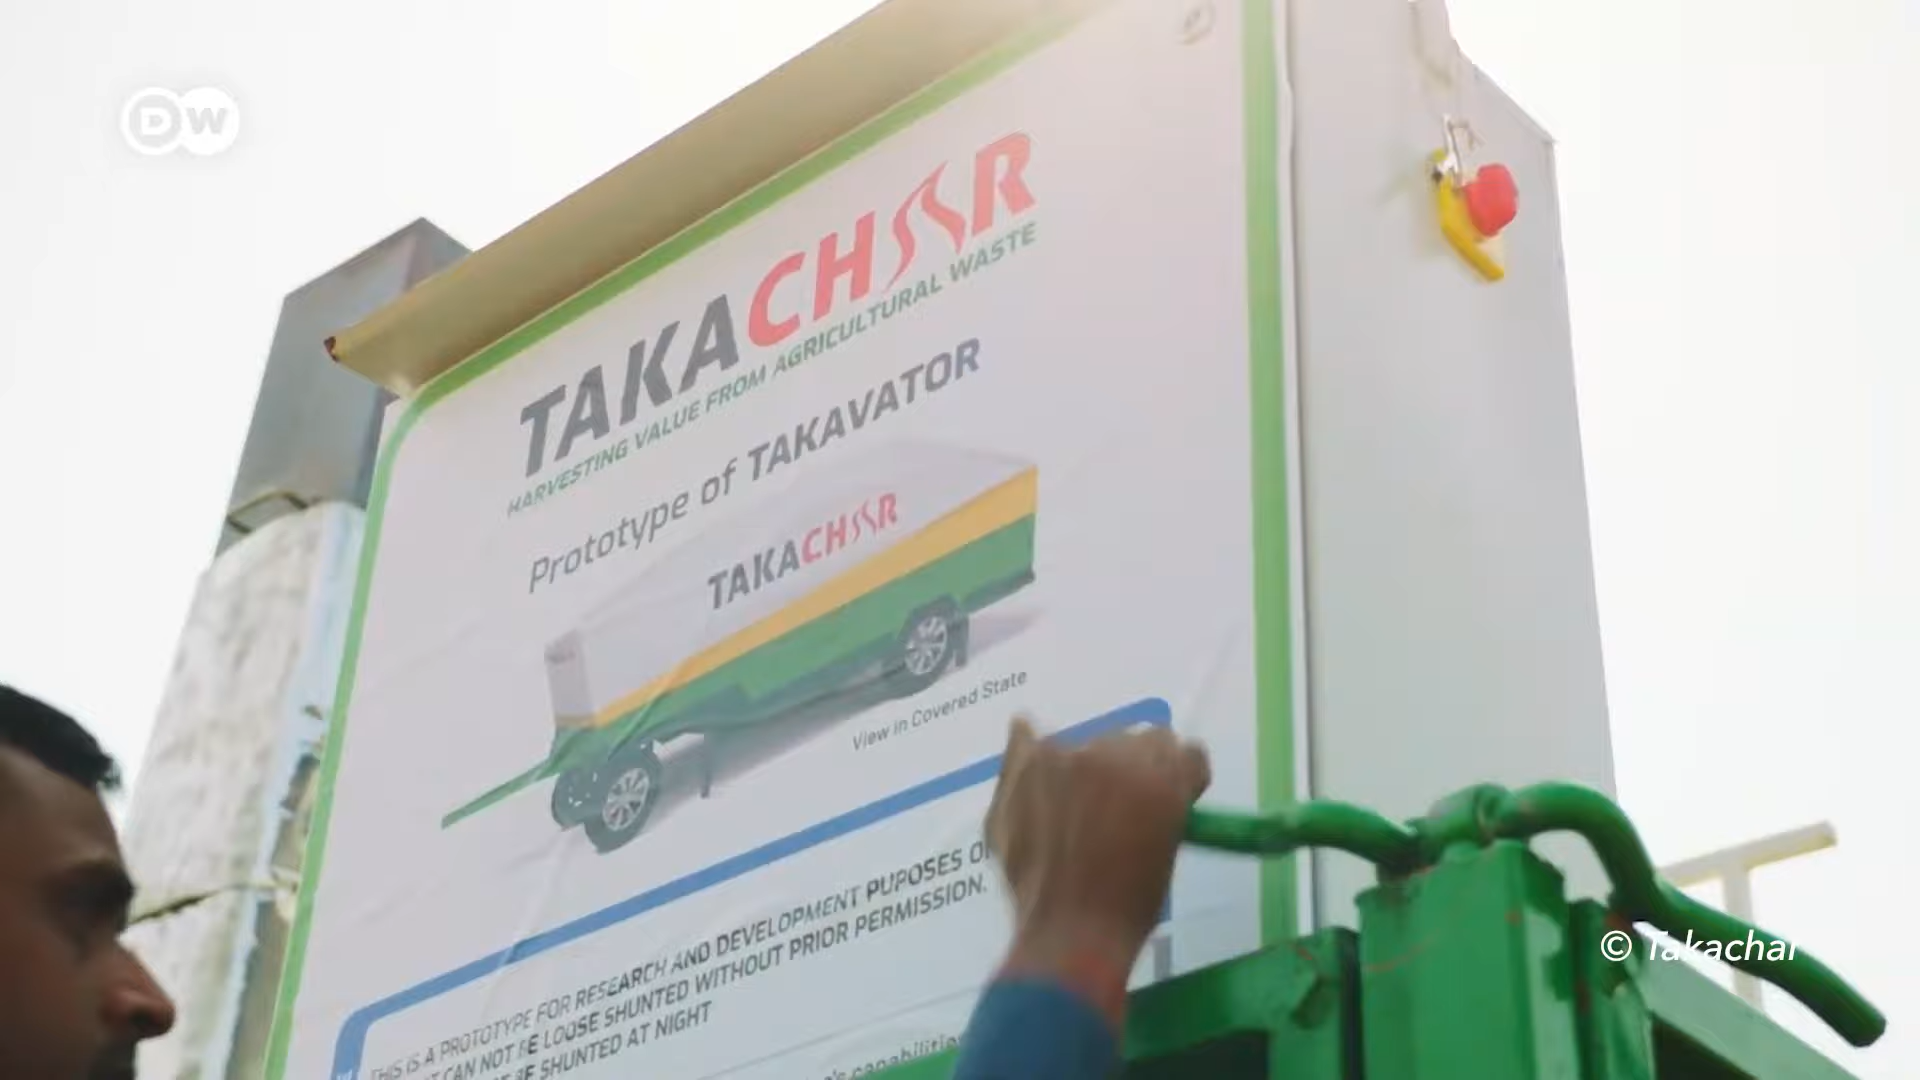 DW
TAKACHAR
HARVESTING VALUE FROM AGRICULTURAL WASTE
Prototype of TAKAVATOR
TAKACHAR
View in Covered State
THIS IS A PROTOTYPE FOR RESEARCH AND DEVELOPMENT PUPOSES
CAN NOT BE LOOSE SHUNTED WITHOUT PRIOR PERMISSION.
BE SHUNTED AT NIGHT
© Takachar